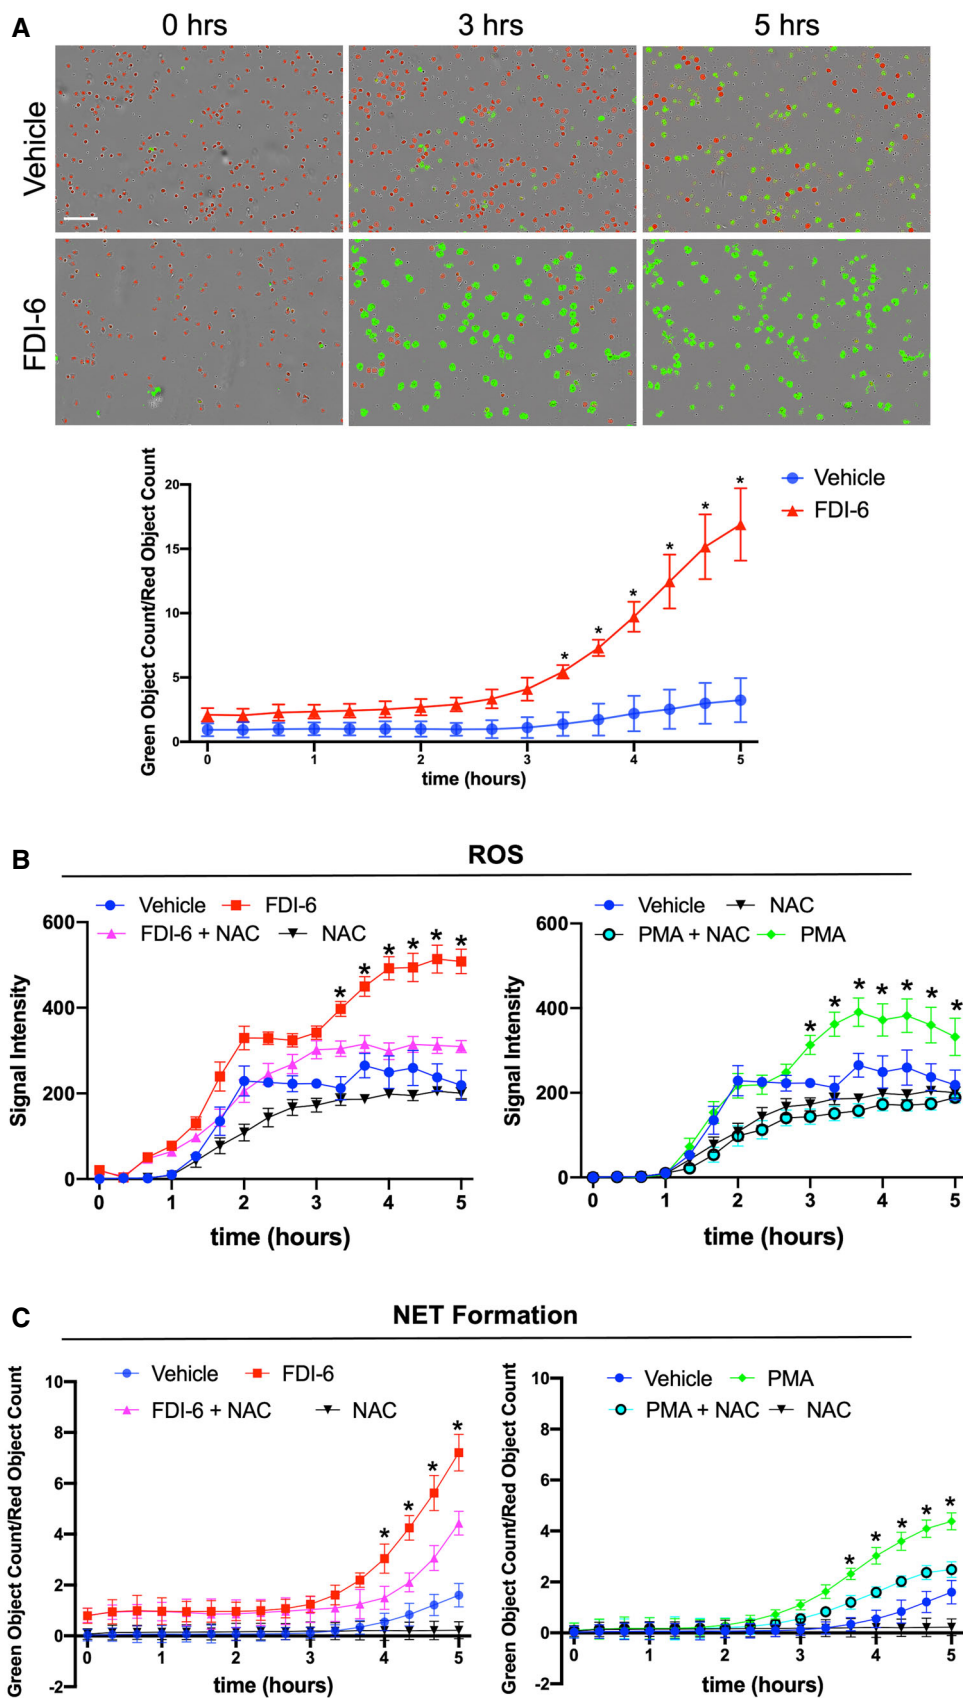 A
0 hrs 3 hrs 5 hrs
Vehicle
FDI-6
Green Object Count/Red Object Count
20
15
10
5
0
* * * * * * *
0 1 2 3 4 5
time (hours)
Vehicle
FDI-6
B
ROS
Vehicle FDI-6
FDI-6 + NAC NAC
Signal Intensity
600
400
200
0
* * * * * *
0 1 2 3 4 5
time (hours)
Vehicle NAC
PMA + NAC PMA
Signal Intensity
600
400
200
0
* * * * * * *
0 1 2 3 4 5
time (hours)
C
NET Formation
Vehicle FDI-6
FDI-6 + NAC NAC
Green Object Count/Red Object Count
10
8
6
4
2
0
-2
* * * *
0 1 2 3 4 5
time (hours)
Vehicle PMA
PMA + NAC NAC
Green Object Count/Red Object Count
10
8
6
4
2
0
-2
* * * * *
0 1 2 3 4 5
time (hours)